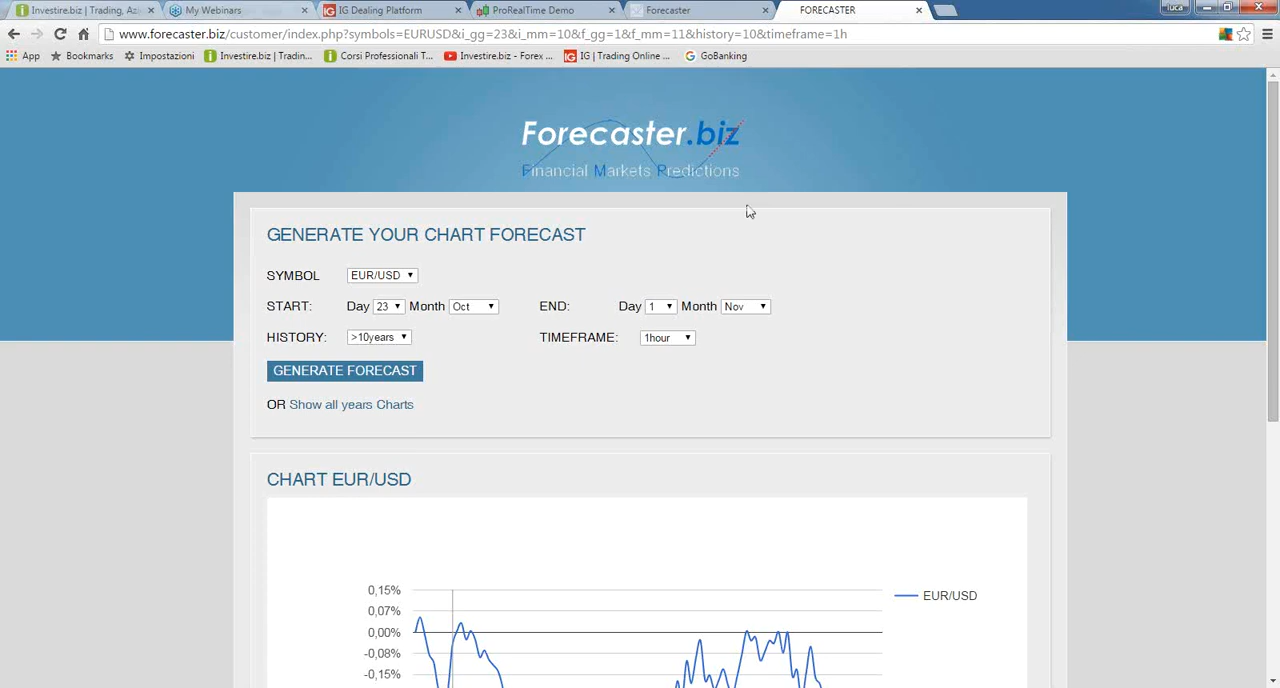 Investire.biz | Trading, Az
My Webinars
IG Dealing Platform
ProRealTime Demo
Forecaster
FORECASTER
luca
www.forecaster.biz/customer/index.php?symbols=EURUSD&i_gg=23&i_mm=10&f_gg=1&f_mm=11&history=10&timeframe=1h
App
Bookmarks
Impostazioni
Investire.biz | Tradin...
Corsi Professionali T...
Investire.biz - Forex ...
IG | Trading Online ...
GoBanking
Forecaster.biz
Financial Markets Predictions
GENERATE YOUR CHART FORECAST
SYMBOL EUR/USD
START: Day 23 Month Oct END: Day 1 Month Nov
HISTORY: >10years TIMEFRAME: 1hour
GENERATE FORECAST
OR Show all years Charts
CHART EUR/USD
0,15%
EUR/USD
0,07%
0,00%
-0,08%
-0,15%